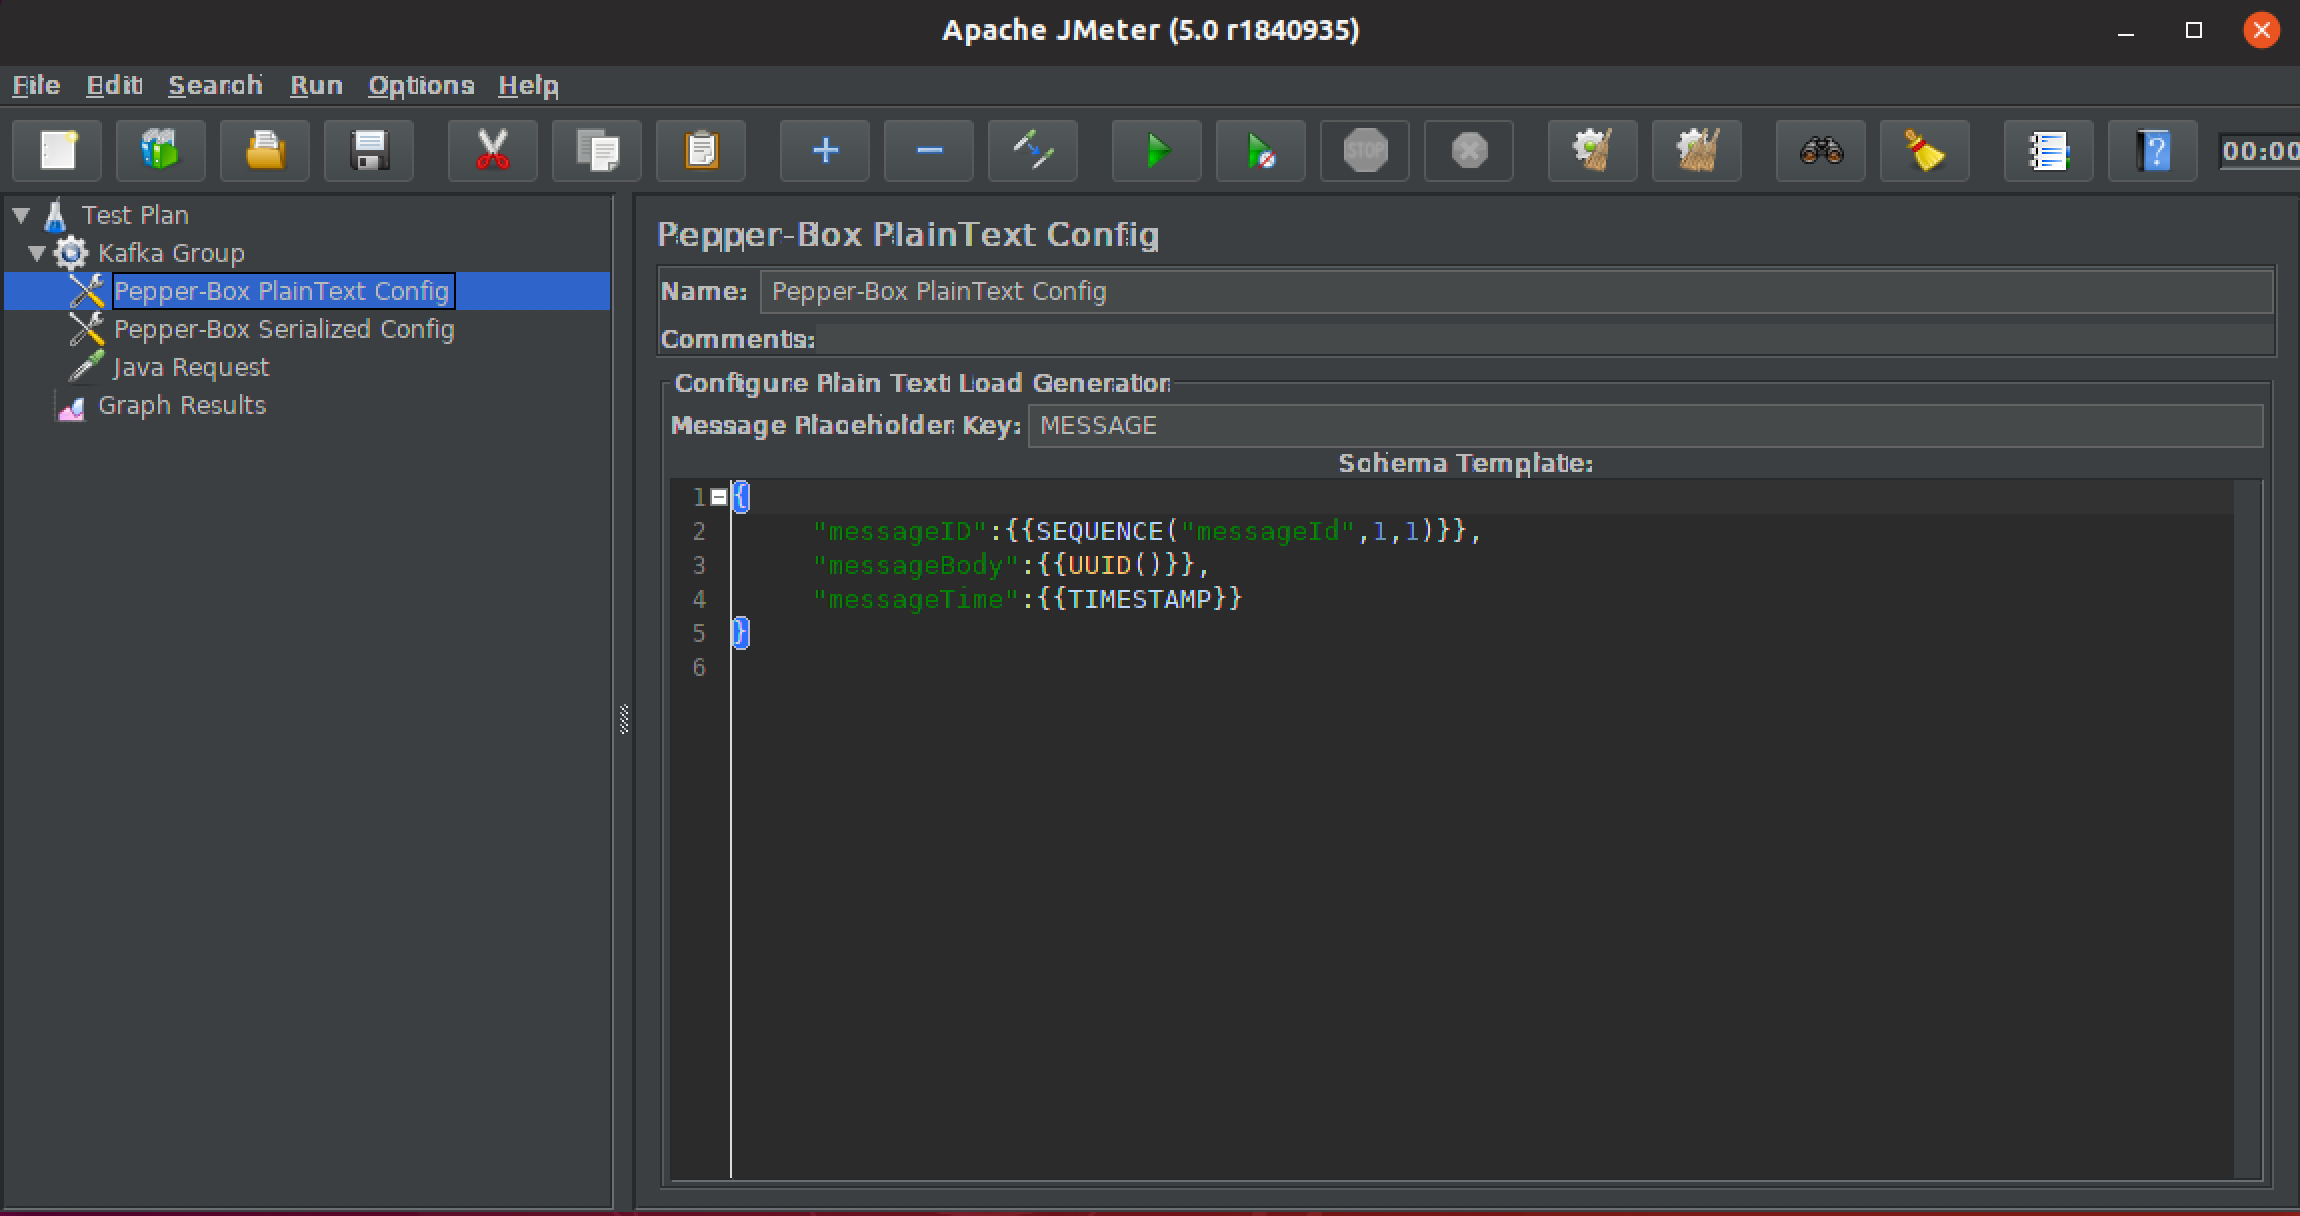 Apache JMeter (5.0 r1840935)
File Edit Search Run Options Help
STOP
00:00
Test Plan
Kafka Group
Pepper-Box PlainText Config
Pepper-Box Serialized Config
Java Request
Graph Results
Pepper-Box PlainText Config
Name: Pepper-Box PlainText Config
Comments:
Configure Plain Text Load Generator
Message Placeholder Key: MESSAGE
Schema Template:
1 {
2 "messageID":{{SEQUENCE("messageId",1,1)}},
3 "messageBody":{{UUID()}},
4 "messageTime":{{TIMESTAMP}}
5 }
6